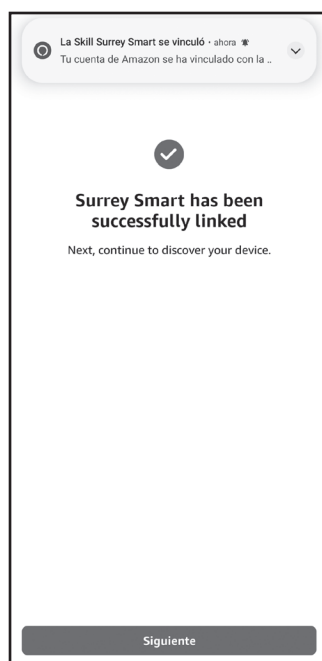 La Skill Surrey Smart se vinculó · ahora
Tu cuenta de Amazon se ha vinculado con la ..
Surrey Smart has been
successfully linked
Next, continue to discover your device.
Siguiente